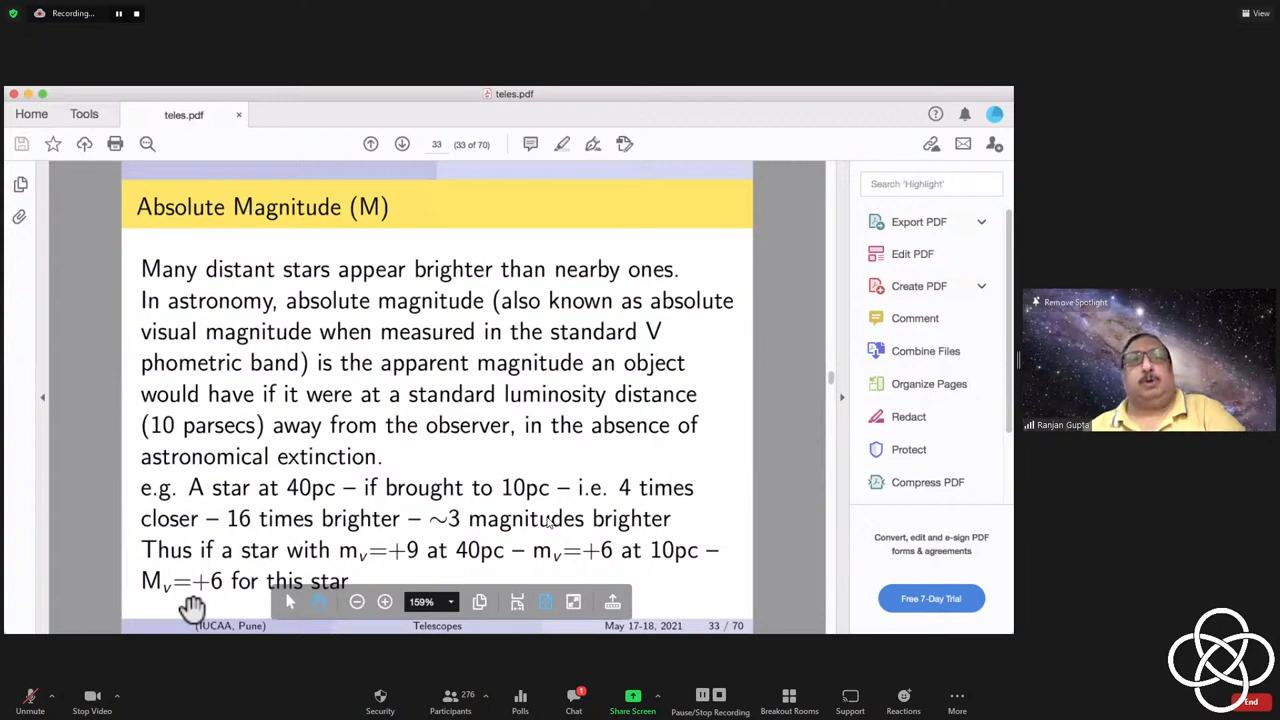 Recording...
View
teles.pdf
Home
Tools
teles.pdf
33
(33 of 70)
Absolute Magnitude (M)
Many distant stars appear brighter than nearby ones.
In astronomy, absolute magnitude (also known as absolute
visual magnitude when measured in the standard V
phometric band) is the apparent magnitude an object
would have if it were at a standard luminosity distance
(10 parsecs) away from the observer, in the absence of
astronomical extinction.
e.g. A star at 40pc – if brought to 10pc – i.e. 4 times
closer – 16 times brighter – ~3 magnitudes brighter
Thus if a star with mv=+9 at 40pc – mv=+6 at 10pc –
Mv=+6 for this star
159%
(IUCAA, Pune)
Telescopes
May 17-18, 2021
33 / 70
Search 'Highlight'
Export PDF
Edit PDF
Create PDF
Comment
Combine Files
Organize Pages
Redact
Protect
Compress PDF
Convert, edit and e-sign PDF
forms & agreements
Free 7-Day Trial
Remove Spotlight
Ranjan Gupta
Unmute
Stop Video
Security
276
Participants
Polls
1
Chat
Share Screen
Pause/Stop Recording
Breakout Rooms
Support
Reactions
More
End